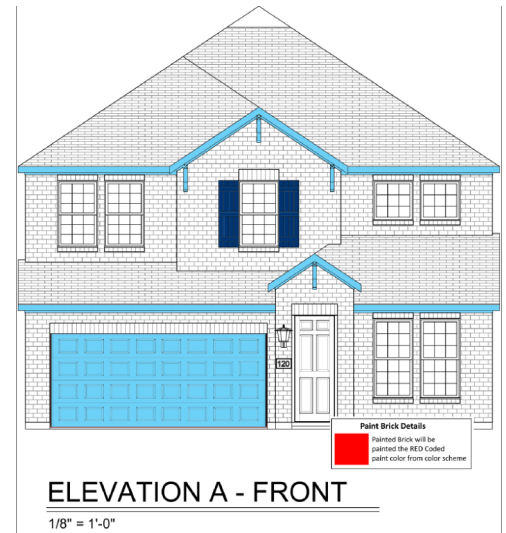 120
Paint Brick Details
Painted Brick will be
painted the RED Coded
paint color from color scheme
ELEVATION A - FRONT
1/8" = 1'-0"